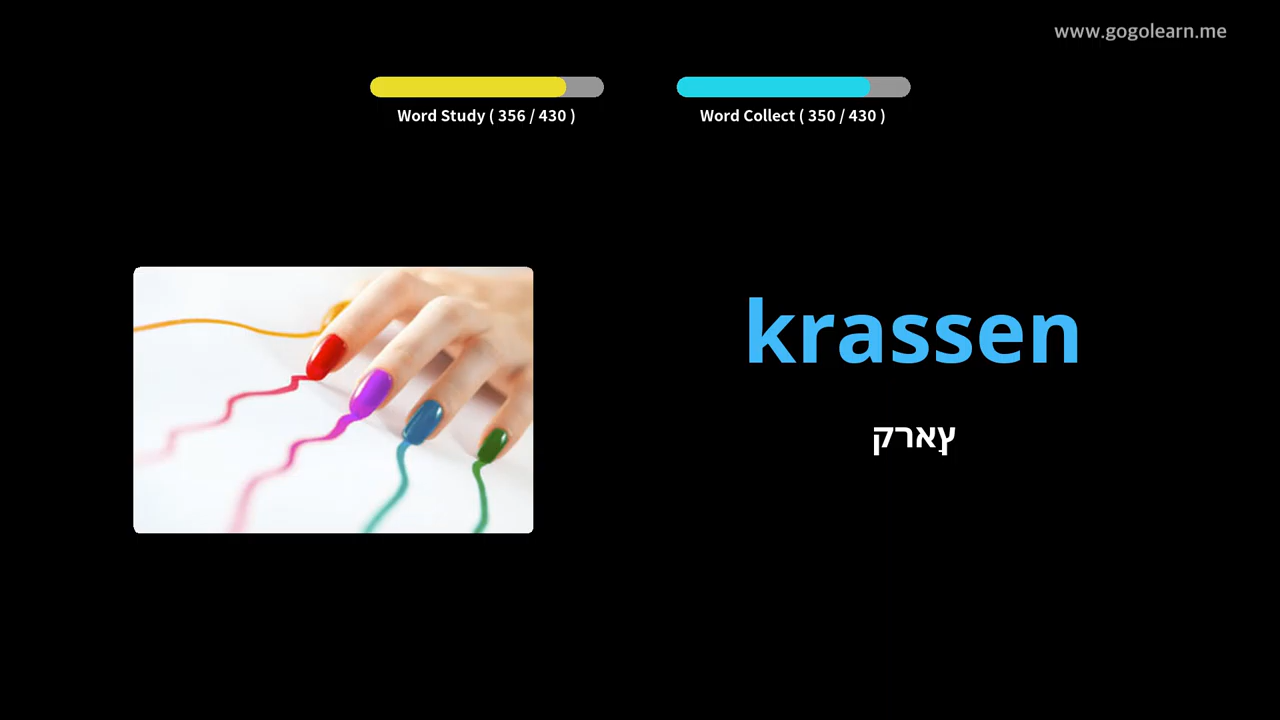 www.gogolearn.me
Word Study ( 356 / 430 )
Word Collect ( 350 / 430 )
krassen
ץָארק